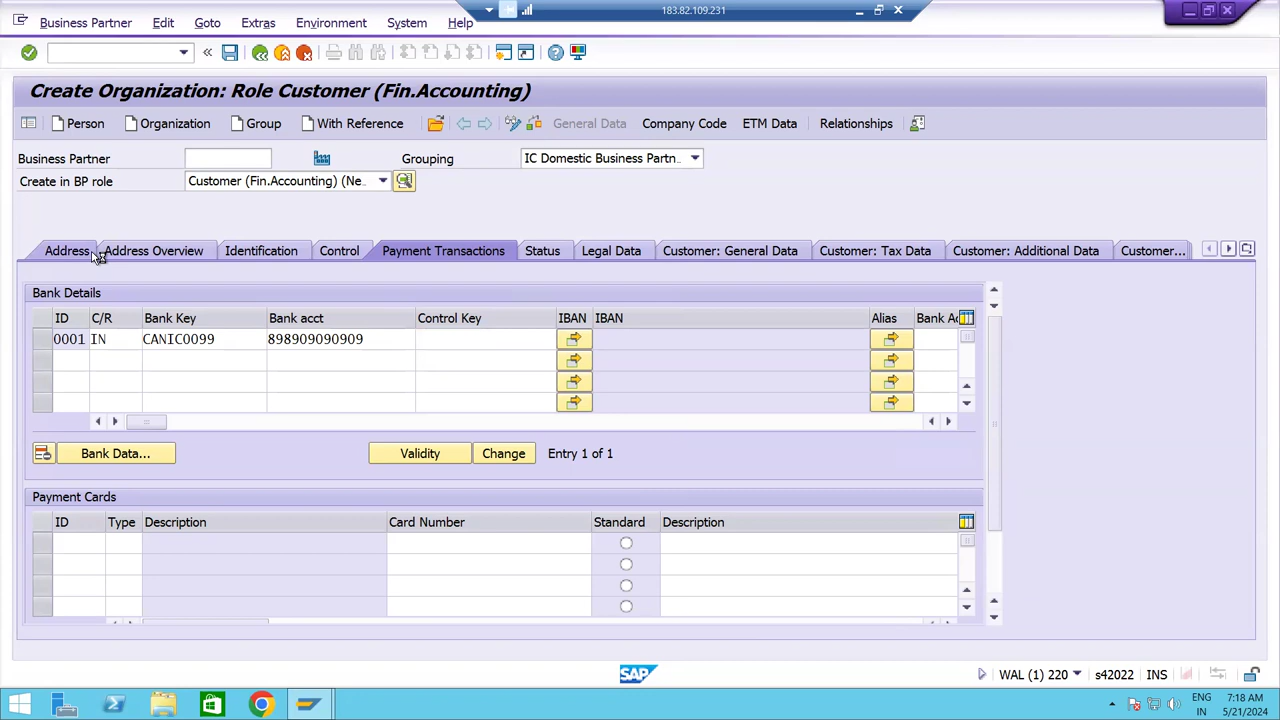 183.82.109.231
Business Partner Edit Goto Extras Environment System Help
Create Organization: Role Customer (Fin.Accounting)
Person Organization Group With Reference General Data Company Code ETM Data Relationships
Business Partner Grouping IC Domestic Business Partn..
Create in BP role Customer (Fin.Accounting) (Ne..
Address Address Overview Identification Control Payment Transactions Status Legal Data Customer: General Data Customer: Tax Data Customer: Additional Data Customer...
Bank Details
ID C/R Bank Key Bank acct Control Key IBAN IBAN Alias Bank Ac
0001 IN CANIC0099 898909090909
Bank Data... Validity Change Entry 1 of 1
Payment Cards
ID Type Description Card Number Standard Description
SAP WAL (1) 220 s42022 INS
ENG 7:18 AM
IN 5/21/2024